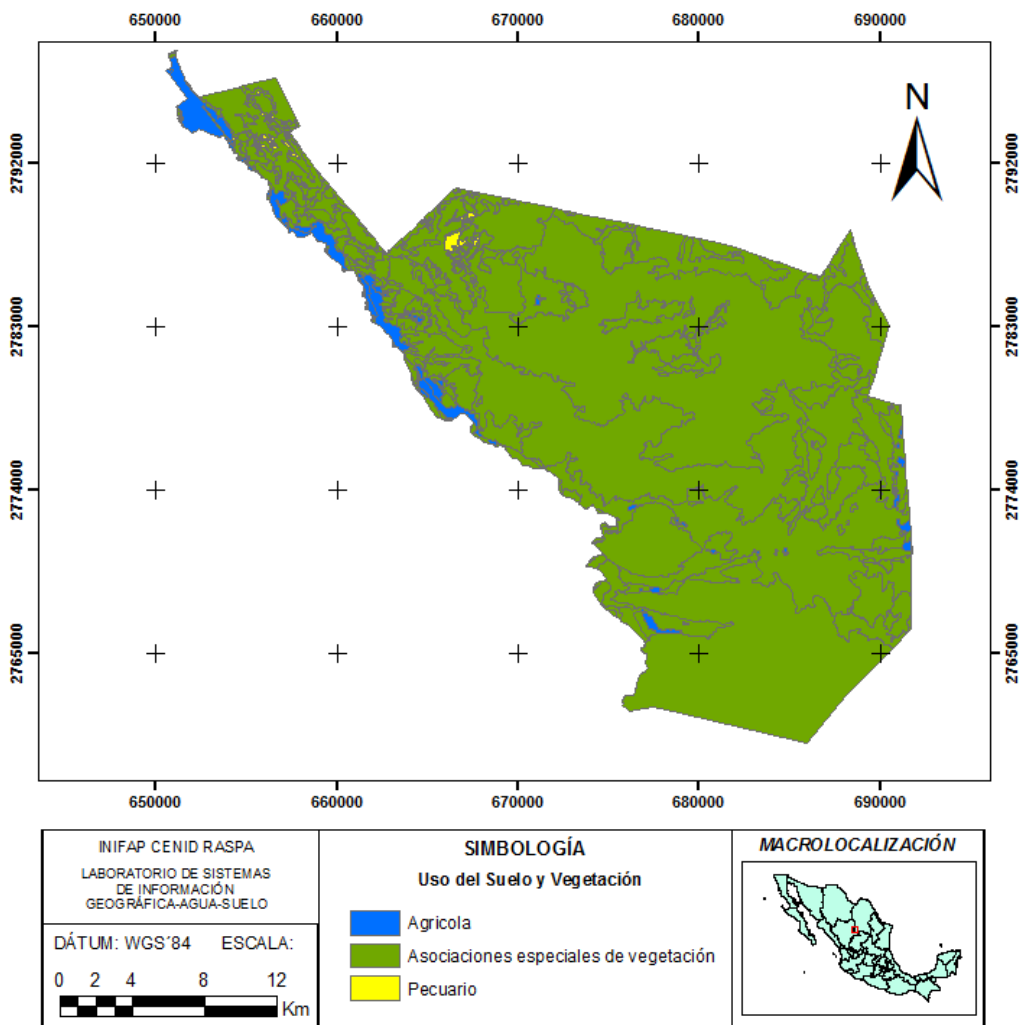 650000 660000 670000 680000 690000
N
2792000 2792000
2783000 2783000
2774000 2774000
2765000 2765000
650000 660000 670000 680000 690000
INIFAP CENID RASPA
LABORATORIO DE SISTEMAS
DE INFORMACIÓN
GEOGRÁFICA-AGUA-SUELO
DÁTUM: WGS´84 ESCALA:
0 2 4 8 12
Km
SIMBOLOGÍA
Uso del Suelo y Vegetación
Agricola
Asociaciones especiales de vegetación
Pecuario
MACROLOCALIZACIÓN